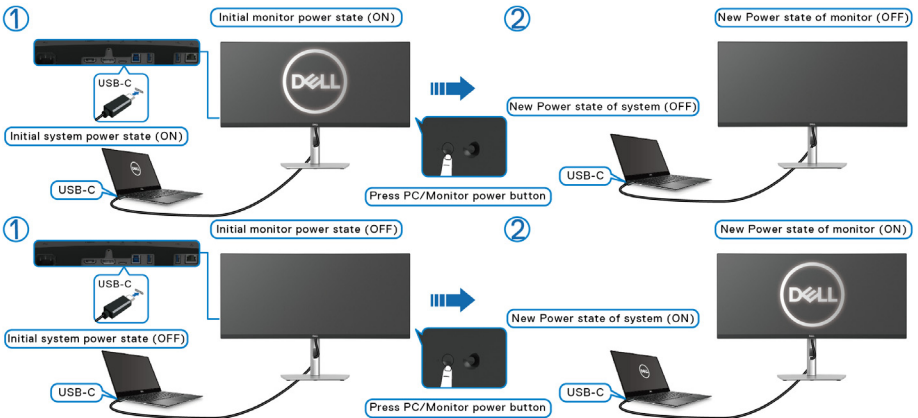 1
Initial monitor power state (ON)
2
New Power state of monitor (OFF)
DELL
USB-C
New Power state of system (OFF)
Initial system power state (ON)
USB-C
USB-C
Press PC/Monitor power button
1
Initial monitor power state (OFF)
2
New Power state of monitor (ON)
USB-C
DELL
New Power state of system (ON)
Initial system power state (OFF)
USB-C
USB-C
Press PC/Monitor power button